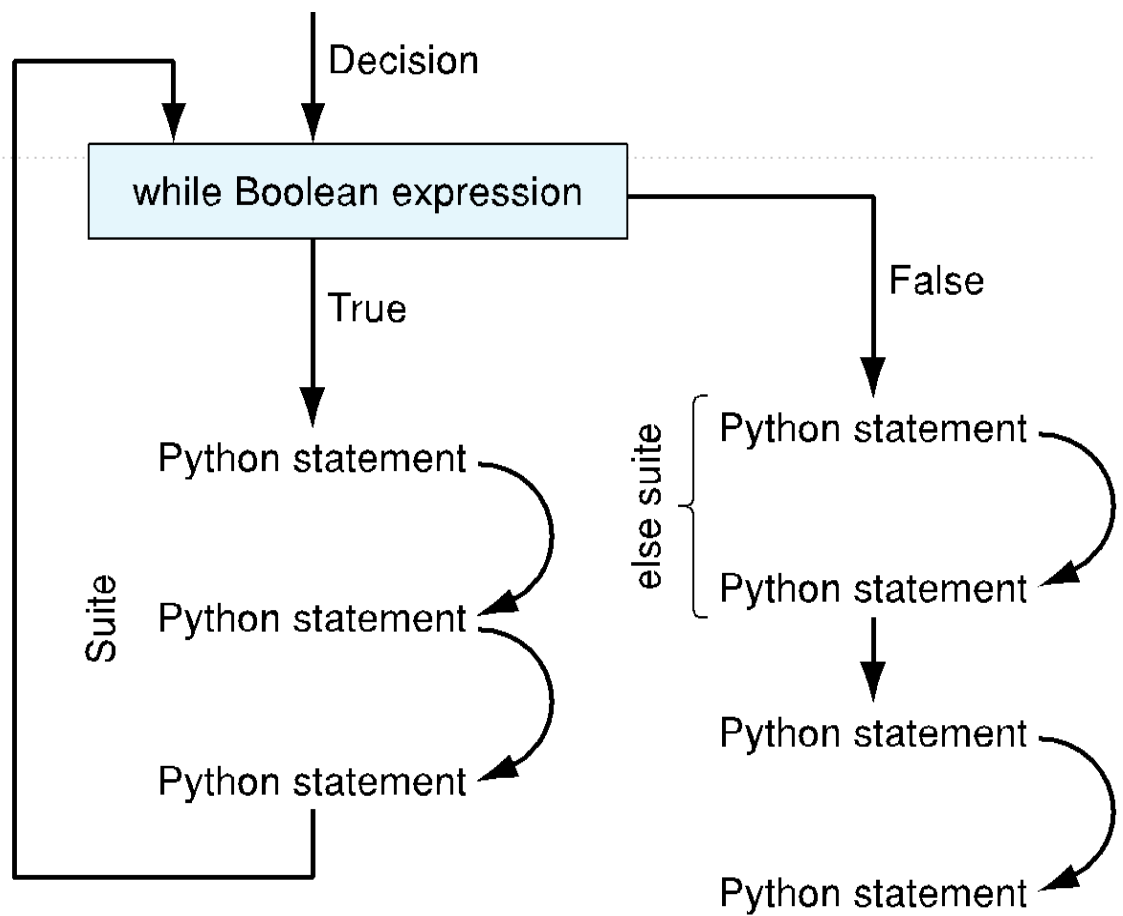 Decision
while Boolean expression
True
False
Suite
Python statement
Python statement
Python statement
else suite
Python statement
Python statement
Python statement
Python statement